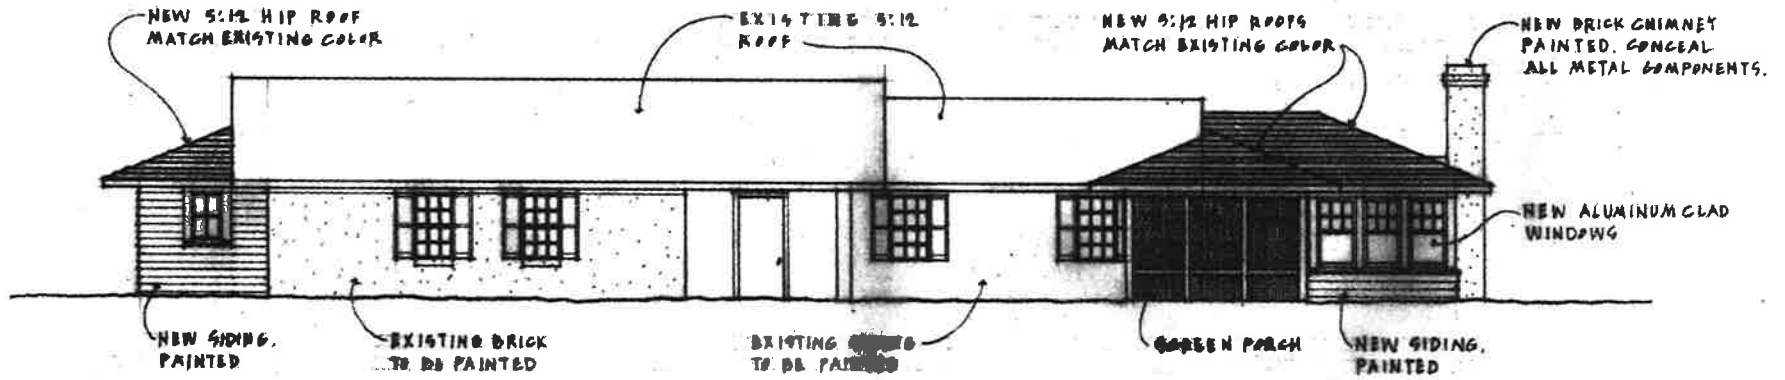 NEW 5:12 HIP ROOF
MATCH EXISTING COLOR
EXISTING 5:12
ROOF
NEW 5:12 HIP ROOFS
MATCH EXISTING COLOR
NEW BRICK CHIMNEY
PAINTED. CONCEAL
ALL METAL COMPONENTS.
NEW ALUMINUM CLAD
WINDOWS
NEW SIDING,
PAINTED
EXISTING BRICK
TO BE PAINTED
EXISTING
TO BE
SCREEN PORCH
NEW SIDING,
PAINTED